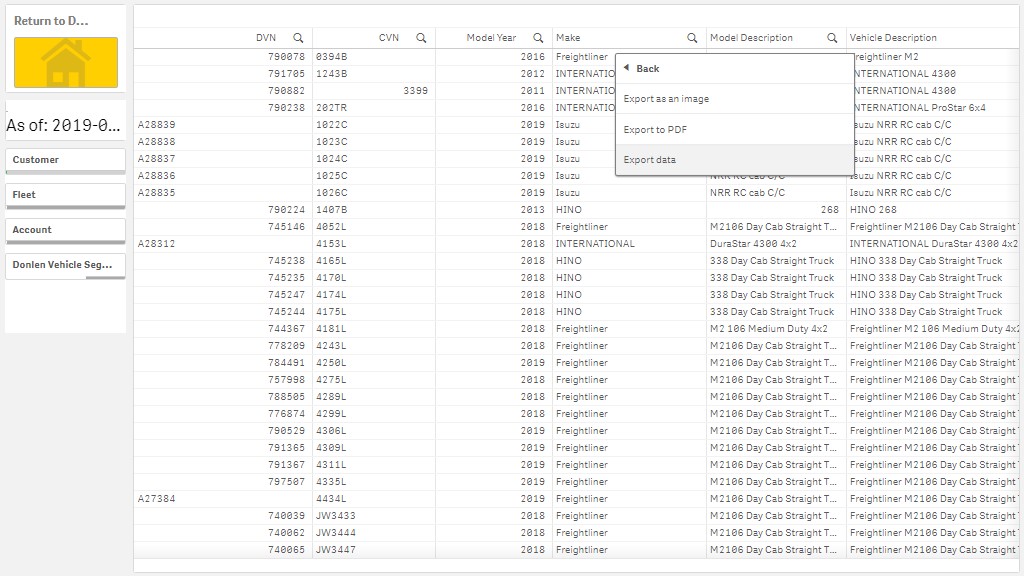 Return to D...
As of: 2019-0...
Customer
Fleet
Account
Donlen Vehicle Seg...
DVN CVN Model Year Make Model Description Vehicle Description
790078 0394B 2016 Freightliner reightliner M2
791705 1243B 2012 INTERNATIO NTERNATIONAL 4300
790882 3399 2011 INTERNATIO NTERNATIONAL 4300
790238 202TR 2016 INTERNATIO NTERNATIONAL ProStar 6x4
A28839 1022C 2019 Isuzu suzu NRR RC cab C/C
A28838 1023C 2019 Isuzu suzu NRR RC cab C/C
A28837 1024C 2019 Isuzu suzu NRR RC cab C/C
A28836 1025C 2019 Isuzu NRR RC cab C/C Isuzu NRR RC cab C/C
A28835 1026C 2019 Isuzu NRR RC cab C/C Isuzu NRR RC cab C/C
790224 1407B 2013 HINO 268 HINO 268
745146 4052L 2018 Freightliner M2106 Day Cab Straight T... Freightliner M2106 Day Cab Straight
A28312 4153L 2018 INTERNATIONAL DuraStar 4300 4x2 INTERNATIONAL DuraStar 4300 4x2
745238 4165L 2018 HINO 338 Day Cab Straight Truck HINO 338 Day Cab Straight Truck
745235 4170L 2018 HINO 338 Day Cab Straight Truck HINO 338 Day Cab Straight Truck
745247 4174L 2018 HINO 338 Day Cab Straight Truck HINO 338 Day Cab Straight Truck
745244 4175L 2018 HINO 338 Day Cab Straight Truck HINO 338 Day Cab Straight Truck
744367 4181L 2018 Freightliner M2 106 Medium Duty 4x2 Freightliner M2 106 Medium Duty 4x2
778209 4243L 2018 Freightliner M2106 Day Cab Straight T... Freightliner M2106 Day Cab Straight
784491 4250L 2019 Freightliner M2106 Day Cab Straight T... Freightliner M2106 Day Cab Straight
757998 4275L 2018 Freightliner M2106 Day Cab Straight T... Freightliner M2106 Day Cab Straight
788505 4289L 2018 Freightliner M2106 Day Cab Straight T... Freightliner M2106 Day Cab Straight
776874 4299L 2018 Freightliner M2106 Day Cab Straight T... Freightliner M2106 Day Cab Straight
790529 4306L 2019 Freightliner M2106 Day Cab Straight T... Freightliner M2106 Day Cab Straight
791365 4309L 2019 Freightliner M2106 Day Cab Straight T... Freightliner M2106 Day Cab Straight
791367 4311L 2019 Freightliner M2106 Day Cab Straight T... Freightliner M2106 Day Cab Straight
797507 4335L 2019 Freightliner M2106 Day Cab Straight T... Freightliner M2106 Day Cab Straight
A27384 4434L 2019 Freightliner M2106 Day Cab Straight T... Freightliner M2106 Day Cab Straight
740039 JW3433 2018 Freightliner M2106 Day Cab Straight T... Freightliner M2106 Day Cab Straight
740062 JW3444 2018 Freightliner M2106 Day Cab Straight T... Freightliner M2106 Day Cab Straight
740065 JW3447 2018 Freightliner M2106 Day Cab Straight T... Freightliner M2106 Day Cab Straight
Back
Export as an image
Export to PDF
Export data